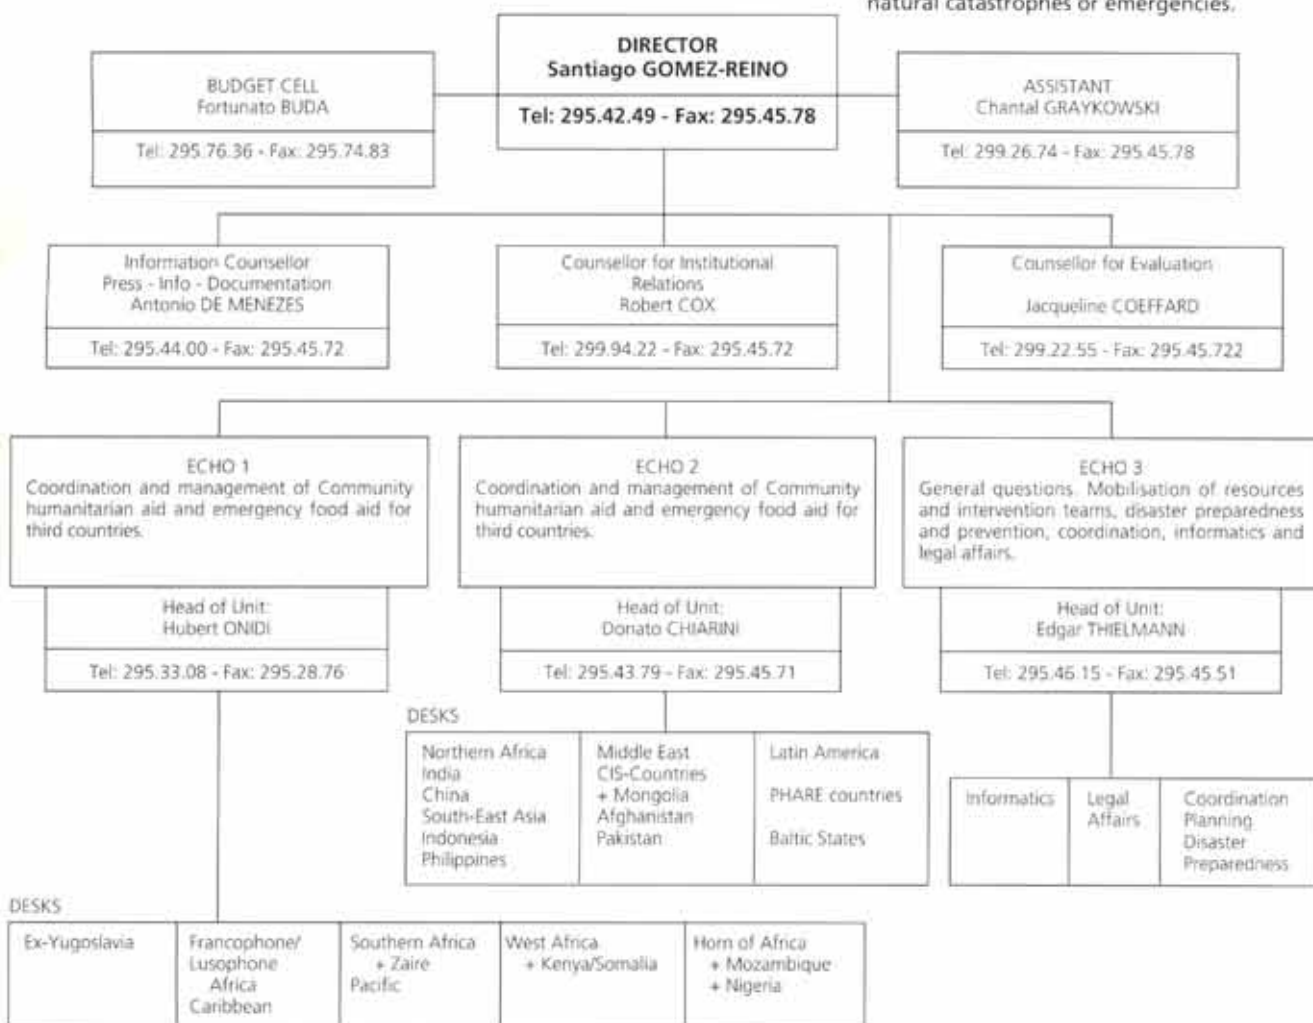 natural catastrophes or emergencies.
DIRECTOR
Santiago GOMEZ-REINO
Tel: 295.42.49 - Fax: 295.45.78
BUDGET CELL
Fortunato BUDA
Tel: 295.76.36 - Fax: 295.74.83
ASSISTANT
Chantal GRAYKOWSKI
Tel: 299.26.74 - Fax: 295.45.78
Information Counsellor
Press - Info - Documentation
Antonio DE MENEZES
Tel: 295.44.00 - Fax: 295.45.72
Counsellor for Institutional
Relations
Robert COX
Tel: 299.94.22 - Fax: 295.45.72
Counsellor for Evaluation
Jacqueline COEFFARD
Tel: 299.22.55 - Fax: 295.45.722
ECHO 1
Coordination and management of Community
humanitarian aid and emergency food aid for
third countries.
Head of Unit:
Hubert ONIDI
Tel: 295.33.08 - Fax: 295.28.76
ECHO 2
Coordination and management of Community
humanitarian aid and emergency food aid for
third countries.
Head of Unit:
Donato CHIARINI
Tel: 295.43.79 - Fax: 295.45.71
ECHO 3
General questions. Mobilisation of resources
and intervention teams, disaster preparedness
and prevention, coordination, informatics and
legal affairs.
Head of Unit:
Edgar THIELMANN
Tel: 295.46.15 - Fax: 295.45.51
DESKS
Northern Africa
India
China
South-East Asia
Indonesia
Philippines
Middle East
CIS-Countries
+ Mongolia
Afghanistan
Pakistan
Latin America
PHARE countries
Baltic States
Informatics
Legal
Affairs
Coordination
Planning
Disaster
Preparedness
DESKS
Ex-Yugoslavia
Francophone/
Lusophone
Africa
Caribbean
Southern Africa
+ Zaire
Pacific
West Africa
+ Kenya/Somalia
Horn of Africa
+ Mozambique
+ Nigeria